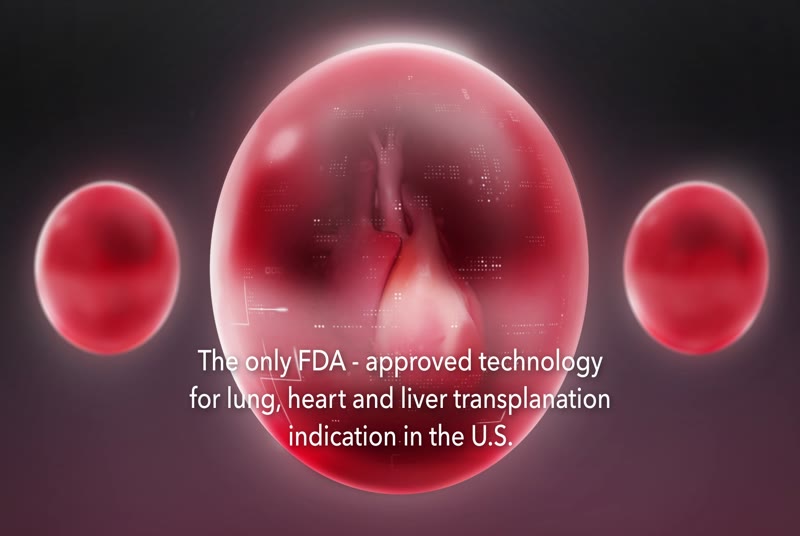 The only FDA - approved technology
for lung, heart and liver transplanation
indication in the U.S.